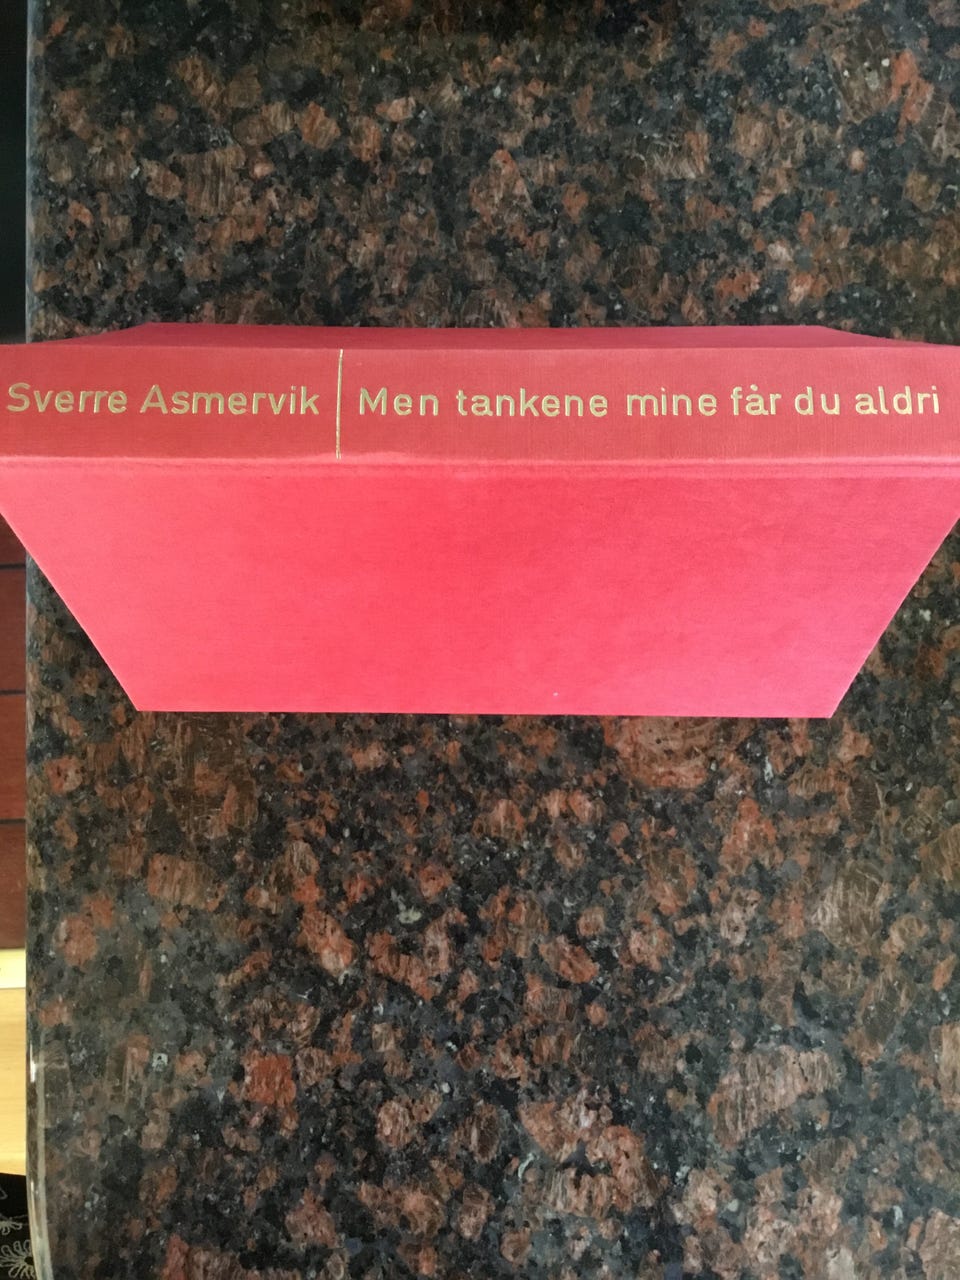 Sverre Asmervik | Men tankene mine får du aldri